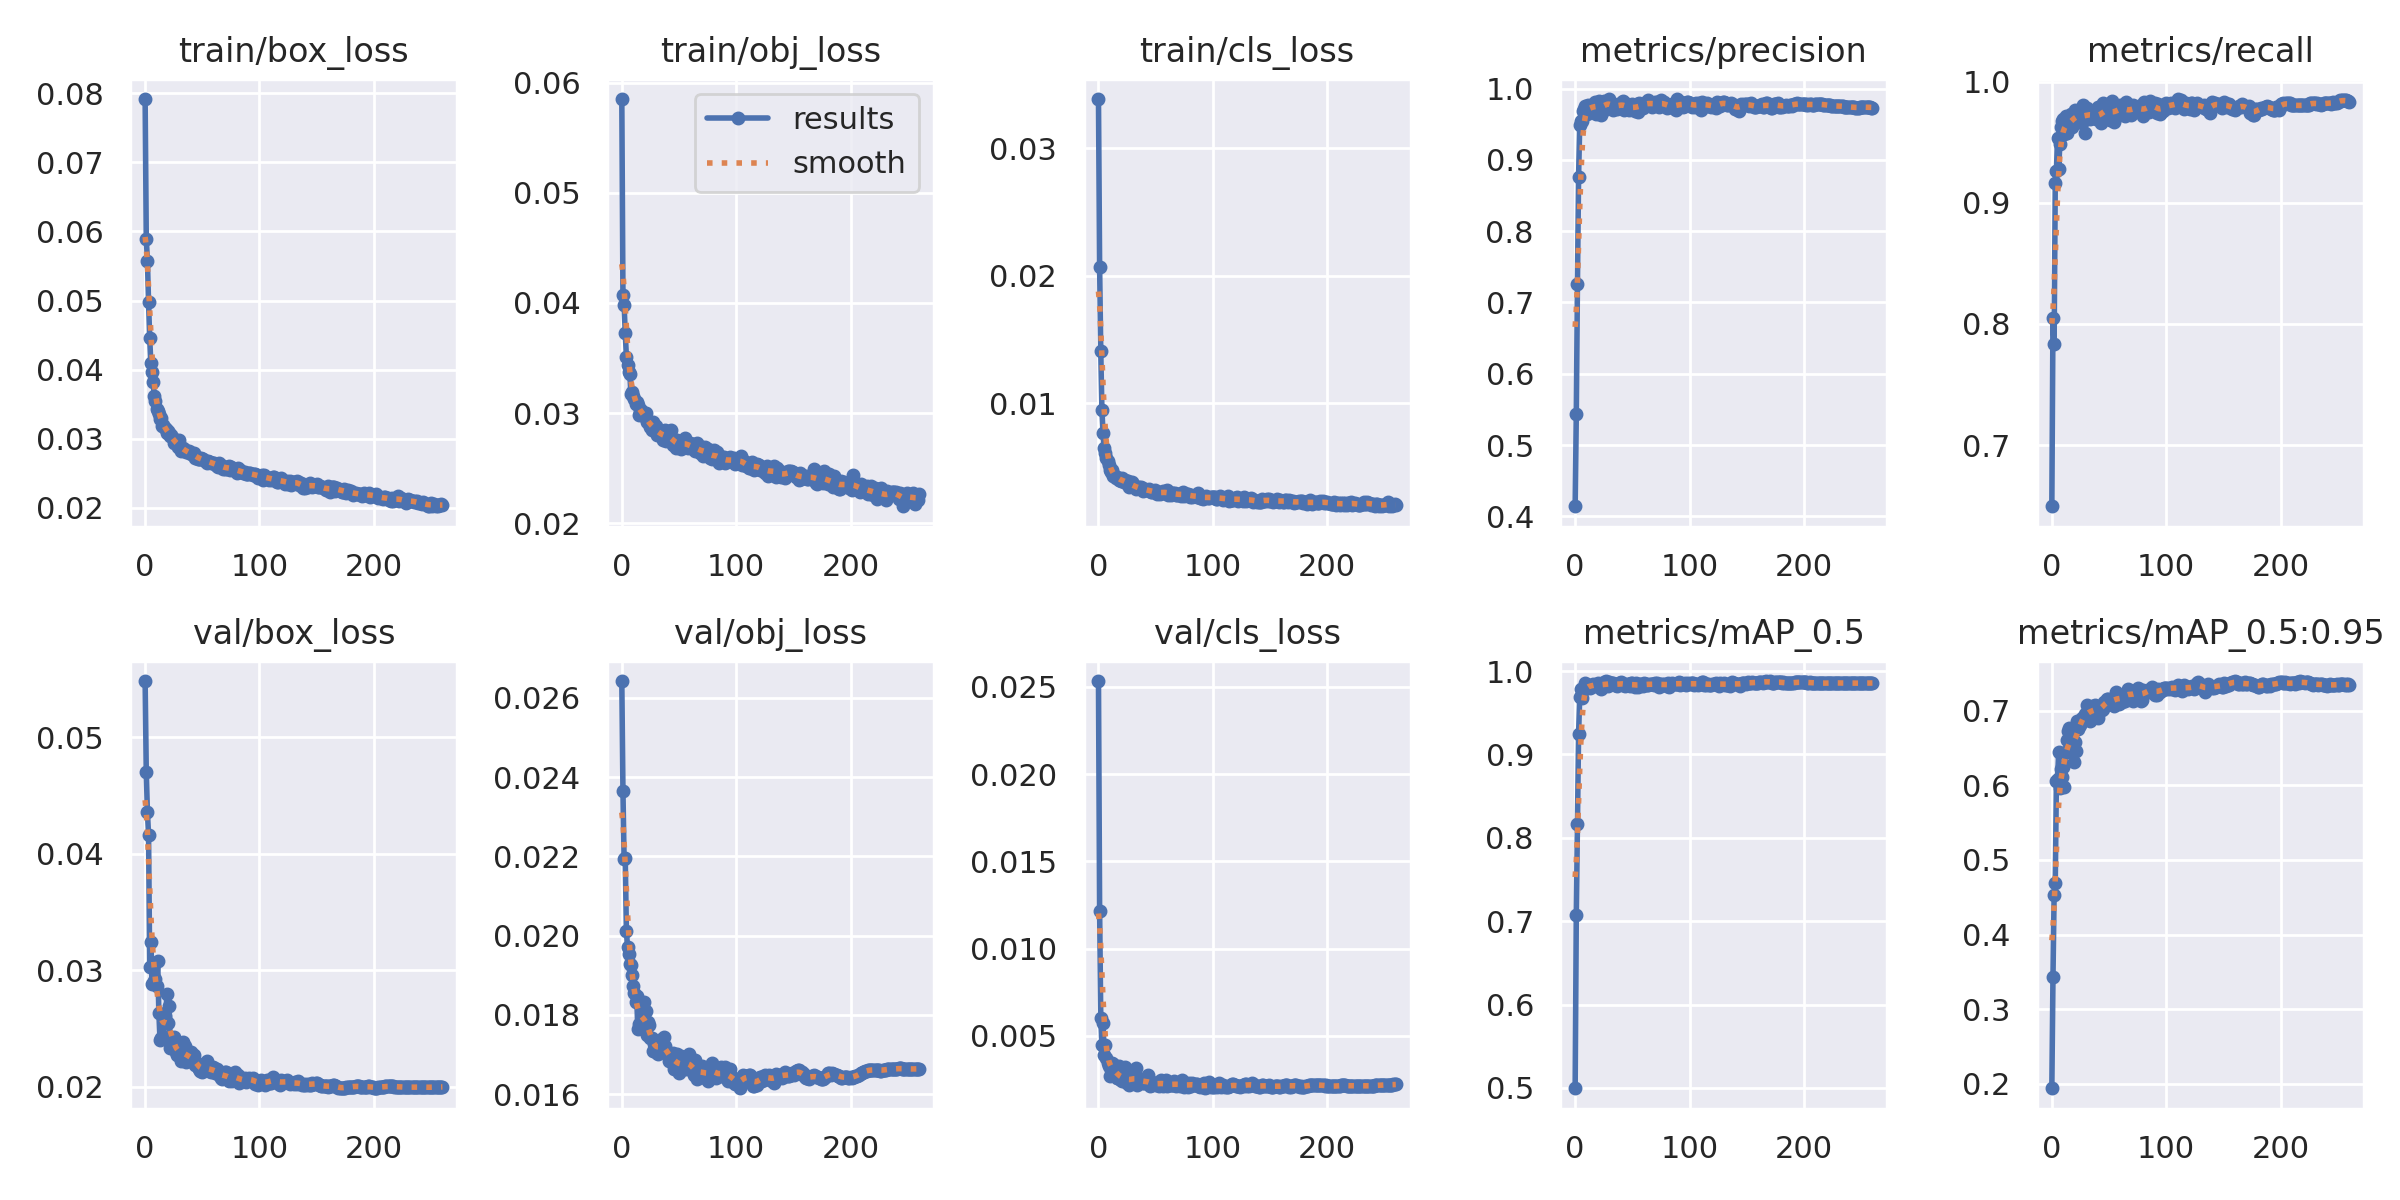 train/box_loss
0.08
0.07
0.06
0.05
0.04
0.03
0.02
0 100 200
train/obj_loss
results
smooth
0.06
0.05
0.04
0.03
0.02
0 100 200
train/cls_loss
0.03
0.02
0.01
0 100 200
metrics/precision
1.0
0.9
0.8
0.7
0.6
0.5
0.4
0 100 200
metrics/recall
1.0
0.9
0.8
0.7
0 100 200
val/box_loss
0.05
0.04
0.03
0.02
0 100 200
val/obj_loss
0.026
0.024
0.022
0.020
0.018
0.016
0 100 200
val/cls_loss
0.025
0.020
0.015
0.010
0.005
0 100 200
metrics/mAP_0.5
1.0
0.9
0.8
0.7
0.6
0.5
0 100 200
metrics/mAP_0.5:0.95
0.7
0.6
0.5
0.4
0.3
0.2
0 100 200